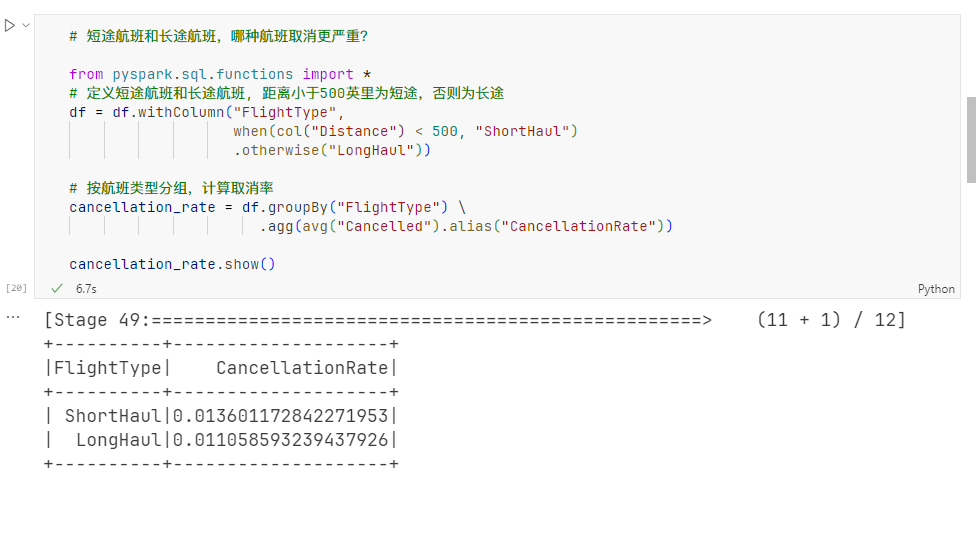 # 短途航班和长途航班，哪种航班取消更严重?
from pyspark.sql.functions import *
# 定义短途航班和长途航班，距离小于500英里为短途，否则为长途
df = df.withColumn("FlightType",
when(col("Distance") < 500, "ShortHaul")
.otherwise("LongHaul"))
# 按航班类型分组，计算取消率
cancellation_rate = df.groupBy("FlightType") \
.agg(avg("Cancelled").alias("CancellationRate"))
cancellation_rate.show()
[20] 6.7s Python
[Stage 49:===================================================> (11 + 1) / 12]
+----------+--------------------+
|FlightType|    CancellationRate|
+----------+--------------------+
| ShortHaul|0.013601172842271953|
|  LongHaul|0.011058593239437926|
+----------+--------------------+